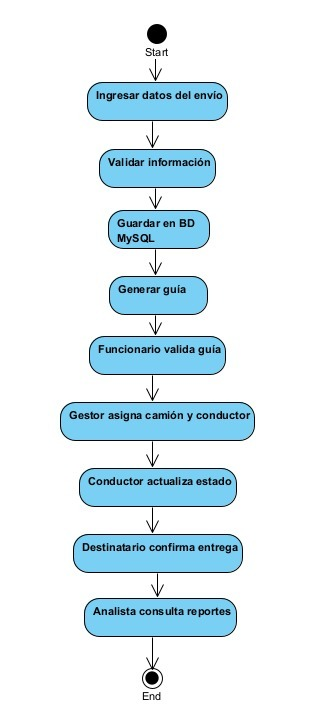 Start
Ingresar datos del envío
Validar información
Guardar en BD
MySQL
Generar guía
Funcionario valida guía
Gestor asigna camión y conductor
Conductor actualiza estado
Destinatario confirma entrega
Analista consulta reportes
End